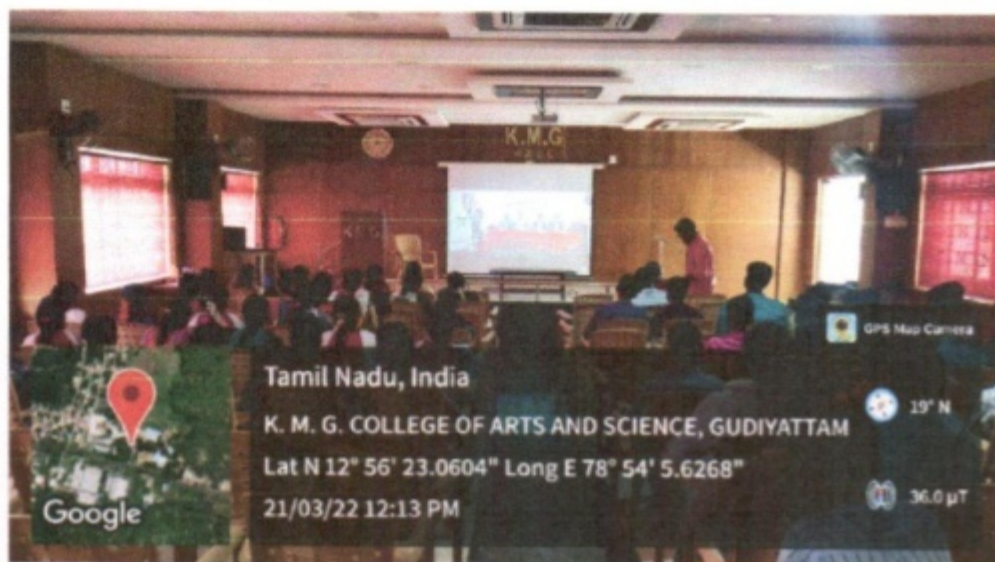 K.M.G
HALL
K.M.G
GPS Map Camera
Tamil Nadu, India
K. M. G. COLLEGE OF ARTS AND SCIENCE, GUDIYATTAM
Lat N 12° 56' 23.0604" Long E 78° 54' 5.6268"
21/03/22 12:13 PM
19° N
36.0 µT
Google